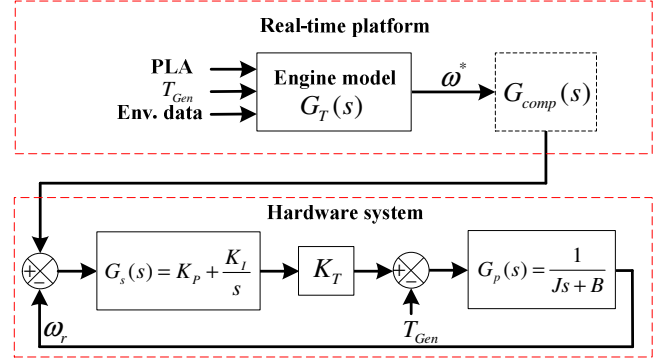 Real-time platform
PLA
T_Gen
Env. data
Engine model
G_T(s)
ω*
G_comp(s)
Hardware system
+
−
G_s(s) = K_P + K_I / s
K_T
+
−
G_p(s) = 1 / (Js + B)
ω_r
T_Gen